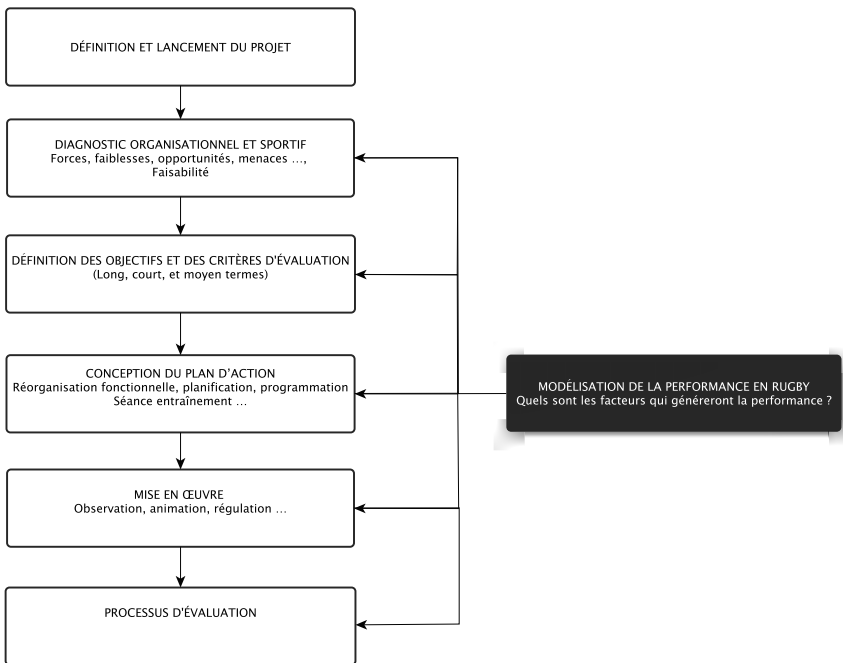 DÉFINITION ET LANCEMENT DU PROJET
DIAGNOSTIC ORGANISATIONNEL ET SPORTIF
Forces, faiblesses, opportunités, menaces ...,
Faisabilité
DÉFINITION DES OBJECTIFS ET DES CRITÈRES D'ÉVALUATION
(Long, court, et moyen termes)
CONCEPTION DU PLAN D'ACTION
Réorganisation fonctionnelle, planification, programmation
Séance entraînement ...
MODÉLISATION DE LA PERFORMANCE EN RUGBY
Quels sont les facteurs qui généreront la performance ?
MISE EN ŒUVRE
Observation, animation, régulation ...
PROCESSUS D'ÉVALUATION